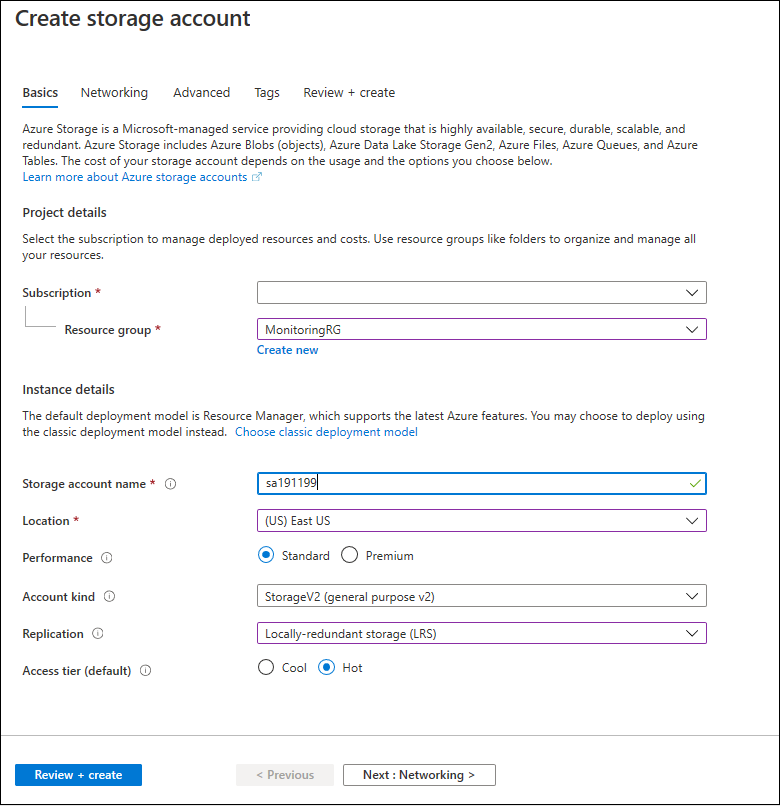 Create storage account
Basics Networking Advanced Tags Review + create
Azure Storage is a Microsoft-managed service providing cloud storage that is highly available, secure, durable, scalable, and
redundant. Azure Storage includes Azure Blobs (objects), Azure Data Lake Storage Gen2, Azure Files, Azure Queues, and Azure
Tables. The cost of your storage account depends on the usage and the options you choose below.
Learn more about Azure storage accounts
Project details
Select the subscription to manage deployed resources and costs. Use resource groups like folders to organize and manage all
your resources.
Subscription *
Resource group * MonitoringRG
Create new
Instance details
The default deployment model is Resource Manager, which supports the latest Azure features. You may choose to deploy using
the classic deployment model instead. Choose classic deployment model
Storage account name * sa191199
Location * (US) East US
Performance Standard Premium
Account kind StorageV2 (general purpose v2)
Replication Locally-redundant storage (LRS)
Access tier (default) Cool Hot
Review + create < Previous Next : Networking >